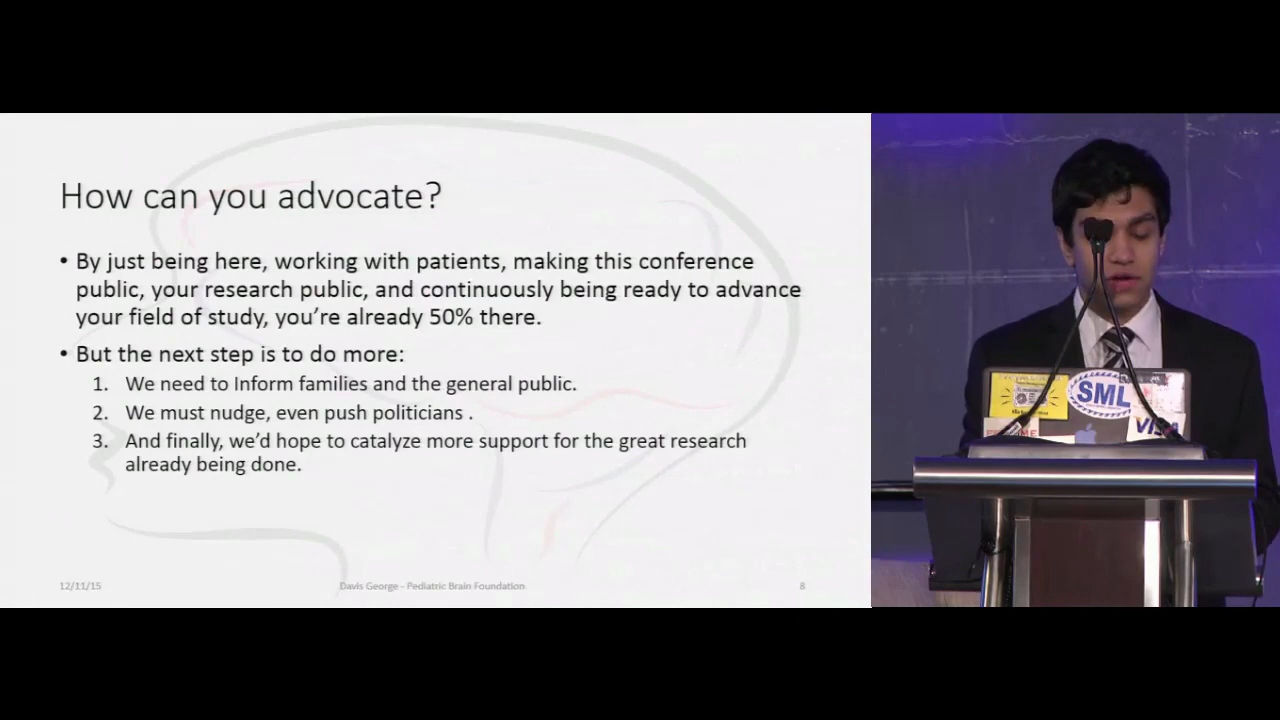 How can you advocate?
• By just being here, working with patients, making this conference
public, your research public, and continuously being ready to advance
your field of study, you're already 50% there.
• But the next step is to do more:
1. We need to Inform families and the general public.
2. We must nudge, even push politicians .
3. And finally, we'd hope to catalyze more support for the great research
already being done.
12/11/15
Davis George - Pediatric Brain Foundation
8
SML
VISA